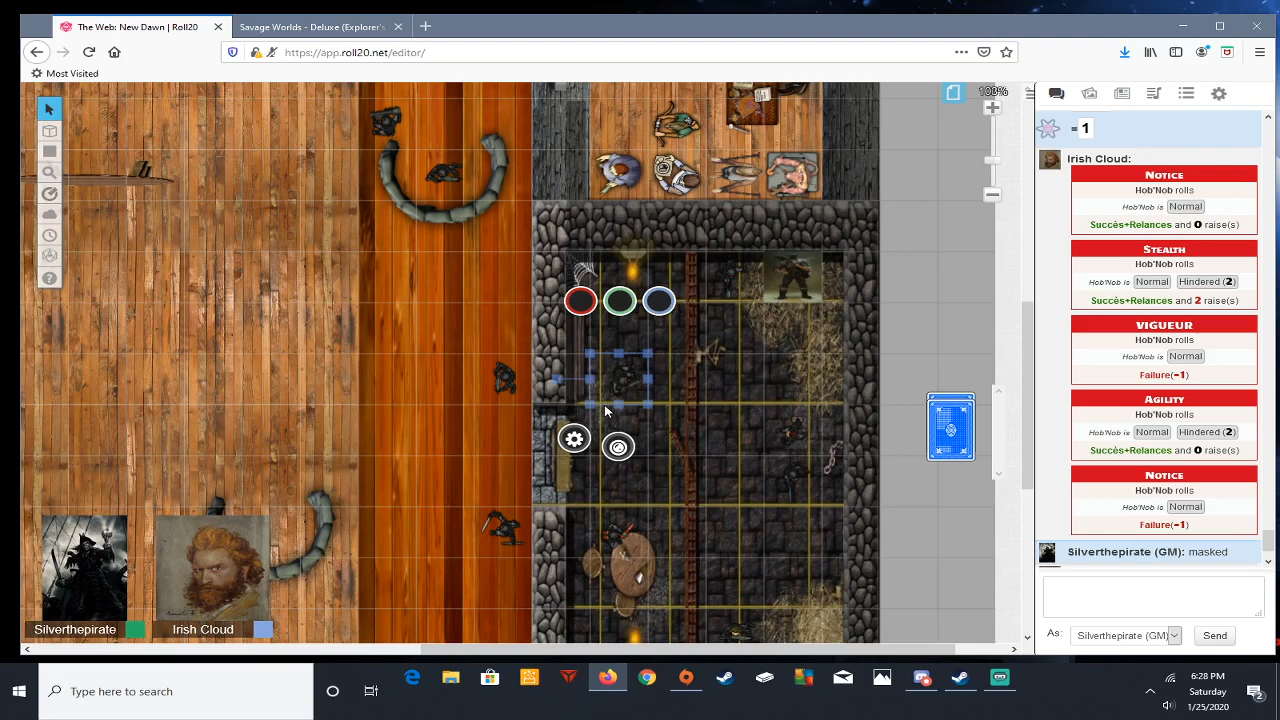 The Web: New Dawn | Roll20
Savage Worlds - Deluxe (Explorer's
https://app.roll20.net/editor/
Most Visited
103%
= 1
Irish Cloud:
NOTICE
Hob'Nob rolls
Hob'Nob is Normal
Succès+Relances and 0 raise(s)
STEALTH
Hob'Nob rolls
Hob'Nob is Normal Hindered (2)
Succès+Relances and 2 raise(s)
VIGUEUR
Hob'Nob rolls
Hob'Nob is Normal
Failure(−1)
AGILITY
Hob'Nob rolls
Hob'Nob is Normal Hindered (2)
Succès+Relances and 0 raise(s)
NOTICE
Hob'Nob rolls
Hob'Nob is Normal
Failure(−1)
Silverthepirate (GM): masked
Silverthepirate
Irish Cloud
As: Silverthepirate (GM) Send
Type here to search
6:28 PM
Saturday
1/25/2020
2